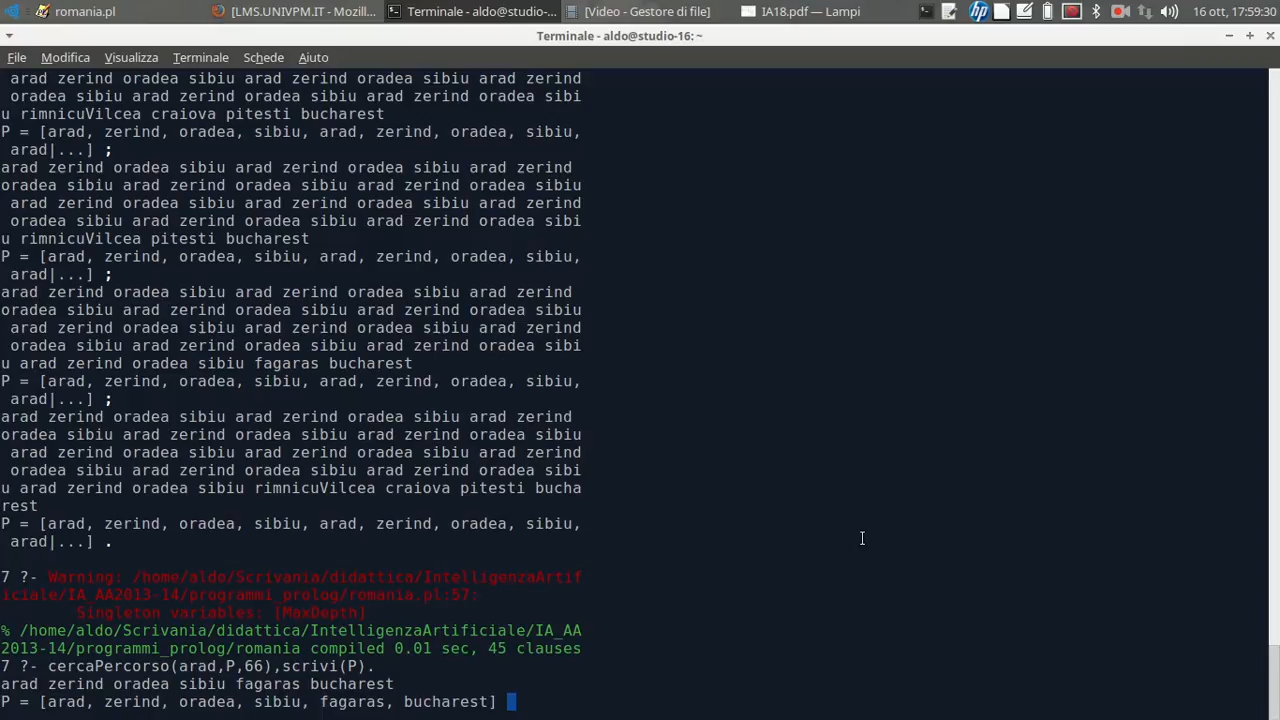 romania.pl
[LMS.UNIVPM.IT - Mozill...
Terminale - aldo@studio-...
[Video - Gestore di file]
IA18.pdf — Lampi
hp
16 ott, 17:59:30
Terminale - aldo@studio-16: ~
File Modifica Visualizza Terminale Schede Aiuto
arad zerind oradea sibiu arad zerind oradea sibiu arad zerind
oradea sibiu arad zerind oradea sibiu arad zerind oradea sibi
u rimnicuVilcea craiova pitesti bucharest
P = [arad, zerind, oradea, sibiu, arad, zerind, oradea, sibiu,
arad|...] ;
arad zerind oradea sibiu arad zerind oradea sibiu arad zerind
oradea sibiu arad zerind oradea sibiu arad zerind oradea sibiu
arad zerind oradea sibiu arad zerind oradea sibiu arad zerind
oradea sibiu arad zerind oradea sibiu arad zerind oradea sibi
u rimnicuVilcea pitesti bucharest
P = [arad, zerind, oradea, sibiu, arad, zerind, oradea, sibiu,
arad|...] ;
arad zerind oradea sibiu arad zerind oradea sibiu arad zerind
oradea sibiu arad zerind oradea sibiu arad zerind oradea sibiu
arad zerind oradea sibiu arad zerind oradea sibiu arad zerind
oradea sibiu arad zerind oradea sibiu arad zerind oradea sibi
u arad zerind oradea sibiu fagaras bucharest
P = [arad, zerind, oradea, sibiu, arad, zerind, oradea, sibiu,
arad|...] ;
arad zerind oradea sibiu arad zerind oradea sibiu arad zerind
oradea sibiu arad zerind oradea sibiu arad zerind oradea sibiu
arad zerind oradea sibiu arad zerind oradea sibiu arad zerind
oradea sibiu arad zerind oradea sibiu arad zerind oradea sibi
u arad zerind oradea sibiu rimnicuVilcea craiova pitesti bucha
rest
P = [arad, zerind, oradea, sibiu, arad, zerind, oradea, sibiu,
arad|...] .
7 ?- Warning: /home/aldo/Scrivania/didattica/IntelligenzaArtif
iciale/IA_AA2013-14/programmi_prolog/romania.pl:57:
Singleton variables: [MaxDepth]
% /home/aldo/Scrivania/didattica/IntelligenzaArtificiale/IA_AA
2013-14/programmi_prolog/romania compiled 0.01 sec, 45 clauses
7 ?- cercaPercorso(arad,P,66),scrivi(P).
arad zerind oradea sibiu fagaras bucharest
P = [arad, zerind, oradea, sibiu, fagaras, bucharest]